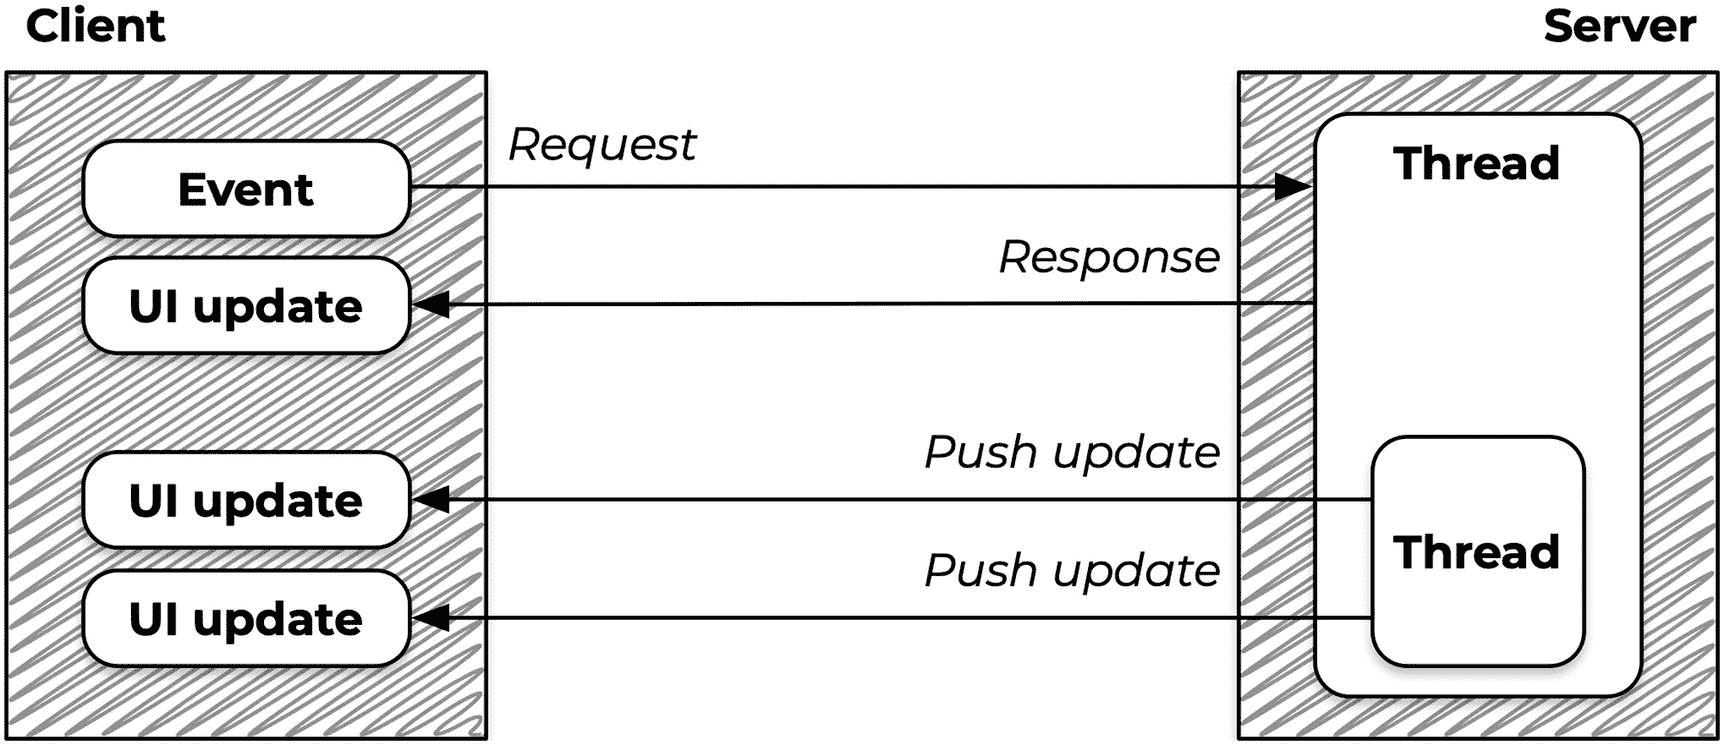 Client
Server
Event
Request
Thread
Response
UI update
Push update
UI update
Thread
Push update
UI update